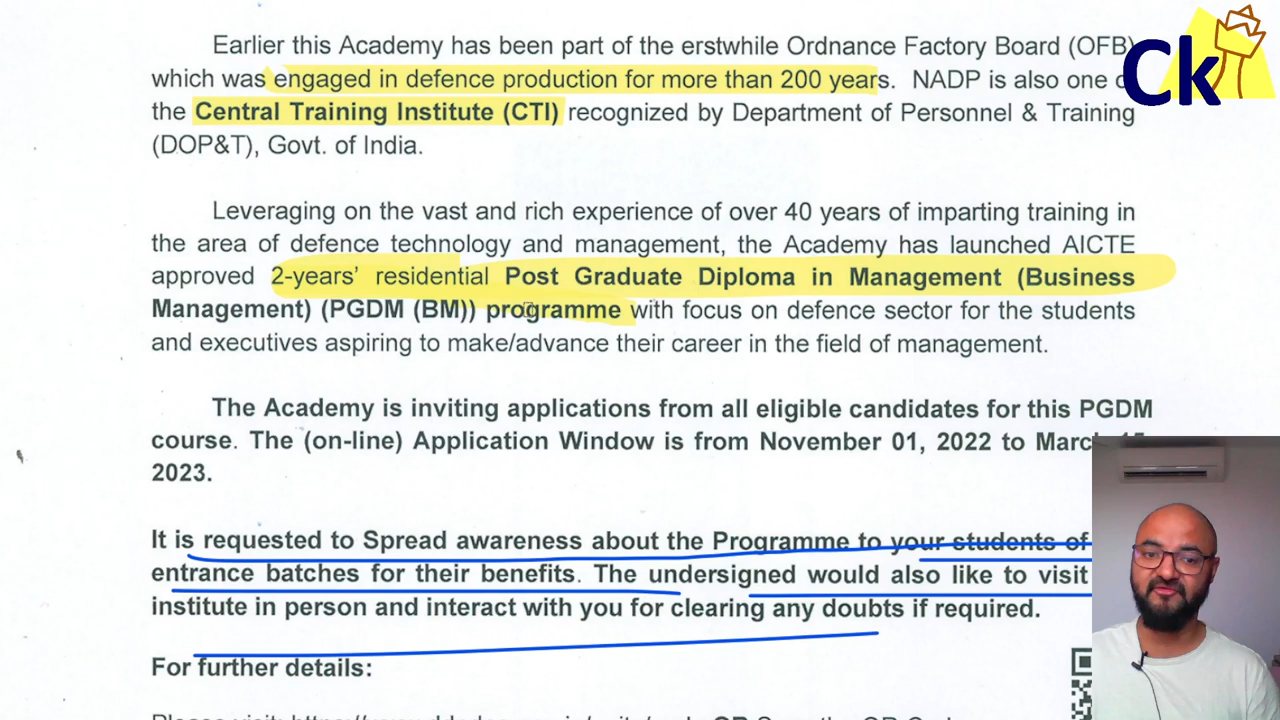 Earlier this Academy has been part of the erstwhile Ordnance Factory Board (OFB)
which was engaged in defence production for more than 200 years. NADP is also one
the Central Training Institute (CTI) recognized by Department of Personnel & Training
(DOP&T), Govt. of India.
Leveraging on the vast and rich experience of over 40 years of imparting training in
the area of defence technology and management, the Academy has launched AICTE
approved 2-years' residential Post Graduate Diploma in Management (Business
Management) (PGDM (BM)) programme with focus on defence sector for the students
and executives aspiring to make/advance their career in the field of management.
The Academy is inviting applications from all eligible candidates for this PGDM
course. The (on-line) Application Window is from November 01, 2022 to March
2023.
It is requested to Spread awareness about the Programme to your students of
entrance batches for their benefits. The undersigned would also like to visit
institute in person and interact with you for clearing any doubts if required.
For further details:
Ck